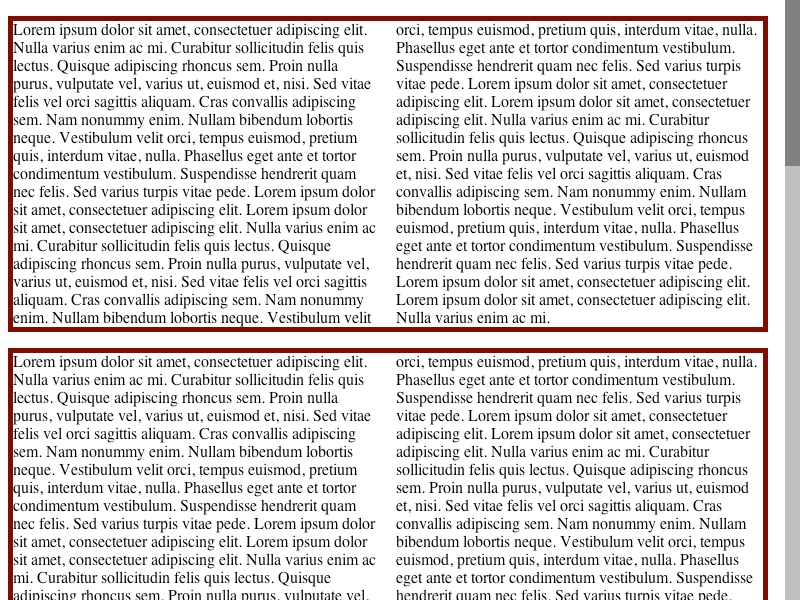 Lorem ipsum dolor sit amet, consectetuer adipiscing elit.
Nulla varius enim ac mi. Curabitur sollicitudin felis quis
lectus. Quisque adipiscing rhoncus sem. Proin nulla
purus, vulputate vel, varius ut, euismod et, nisi. Sed vitae
felis vel orci sagittis aliquam. Cras convallis adipiscing
sem. Nam nonummy enim. Nullam bibendum lobortis
neque. Vestibulum velit orci, tempus euismod, pretium
quis, interdum vitae, nulla. Phasellus eget ante et tortor
condimentum vestibulum. Suspendisse hendrerit quam
nec felis. Sed varius turpis vitae pede. Lorem ipsum dolor
sit amet, consectetuer adipiscing elit. Lorem ipsum dolor
sit amet, consectetuer adipiscing elit. Nulla varius enim ac
mi. Curabitur sollicitudin felis quis lectus. Quisque
adipiscing rhoncus sem. Proin nulla purus, vulputate vel,
varius ut, euismod et, nisi. Sed vitae felis vel orci sagittis
aliquam. Cras convallis adipiscing sem. Nam nonummy
enim. Nullam bibendum lobortis neque. Vestibulum velit
orci, tempus euismod, pretium quis, interdum vitae, nulla.
Phasellus eget ante et tortor condimentum vestibulum.
Suspendisse hendrerit quam nec felis. Sed varius turpis
vitae pede. Lorem ipsum dolor sit amet, consectetuer
adipiscing elit. Lorem ipsum dolor sit amet, consectetuer
adipiscing elit. Nulla varius enim ac mi. Curabitur
sollicitudin felis quis lectus. Quisque adipiscing rhoncus
sem. Proin nulla purus, vulputate vel, varius ut, euismod
et, nisi. Sed vitae felis vel orci sagittis aliquam. Cras
convallis adipiscing sem. Nam nonummy enim. Nullam
bibendum lobortis neque. Vestibulum velit orci, tempus
euismod, pretium quis, interdum vitae, nulla. Phasellus
eget ante et tortor condimentum vestibulum. Suspendisse
hendrerit quam nec felis. Sed varius turpis vitae pede.
Lorem ipsum dolor sit amet, consectetuer adipiscing elit.
Lorem ipsum dolor sit amet, consectetuer adipiscing elit.
Nulla varius enim ac mi.
Lorem ipsum dolor sit amet, consectetuer adipiscing elit.
Nulla varius enim ac mi. Curabitur sollicitudin felis quis
lectus. Quisque adipiscing rhoncus sem. Proin nulla
purus, vulputate vel, varius ut, euismod et, nisi. Sed vitae
felis vel orci sagittis aliquam. Cras convallis adipiscing
sem. Nam nonummy enim. Nullam bibendum lobortis
neque. Vestibulum velit orci, tempus euismod, pretium
quis, interdum vitae, nulla. Phasellus eget ante et tortor
condimentum vestibulum. Suspendisse hendrerit quam
nec felis. Sed varius turpis vitae pede. Lorem ipsum dolor
sit amet, consectetuer adipiscing elit. Lorem ipsum dolor
sit amet, consectetuer adipiscing elit. Nulla varius enim ac
mi. Curabitur sollicitudin felis quis lectus. Quisque
adipiscing rhoncus sem. Proin nulla purus, vulputate vel,
orci, tempus euismod, pretium quis, interdum vitae, nulla.
Phasellus eget ante et tortor condimentum vestibulum.
Suspendisse hendrerit quam nec felis. Sed varius turpis
vitae pede. Lorem ipsum dolor sit amet, consectetuer
adipiscing elit. Lorem ipsum dolor sit amet, consectetuer
adipiscing elit. Nulla varius enim ac mi. Curabitur
sollicitudin felis quis lectus. Quisque adipiscing rhoncus
sem. Proin nulla purus, vulputate vel, varius ut, euismod
et, nisi. Sed vitae felis vel orci sagittis aliquam. Cras
convallis adipiscing sem. Nam nonummy enim. Nullam
bibendum lobortis neque. Vestibulum velit orci, tempus
euismod, pretium quis, interdum vitae, nulla. Phasellus
eget ante et tortor condimentum vestibulum. Suspendisse
hendrerit quam nec felis. Sed varius turpis vitae pede.